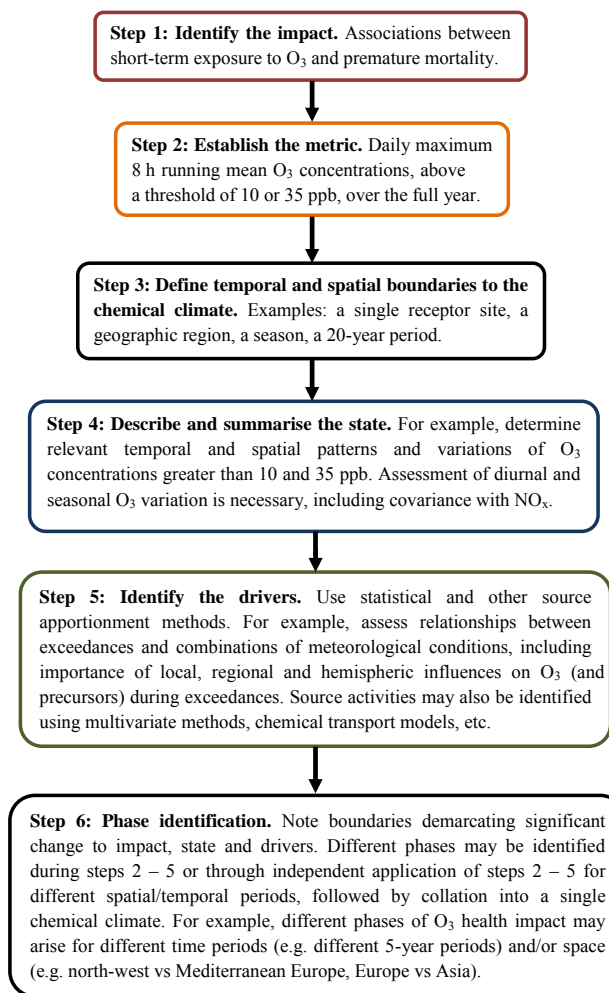 Step 1: Identify the impact. Associations between
short-term exposure to O₃ and premature mortality.
Step 2: Establish the metric. Daily maximum
8 h running mean O₃ concentrations, above
a threshold of 10 or 35 ppb, over the full year.
Step 3: Define temporal and spatial boundaries to the
chemical climate. Examples: a single receptor site, a
geographic region, a season, a 20-year period.
Step 4: Describe and summarise the state. For example, determine
relevant temporal and spatial patterns and variations of O₃
concentrations greater than 10 and 35 ppb. Assessment of diurnal and
seasonal O₃ variation is necessary, including covariance with NOₓ.
Step 5: Identify the drivers. Use statistical and other source
apportionment methods. For example, assess relationships between
exceedances and combinations of meteorological conditions, including
importance of local, regional and hemispheric influences on O₃ (and
precursors) during exceedances. Source activities may also be identified
using multivariate methods, chemical transport models, etc.
Step 6: Phase identification. Note boundaries demarcating significant
change to impact, state and drivers. Different phases may be identified
during steps 2 – 5 or through independent application of steps 2 – 5 for
different spatial/temporal periods, followed by collation into a single
chemical climate. For example, different phases of O₃ health impact may
arise for different time periods (e.g. different 5-year periods) and/or space
(e.g. north-west vs Mediterranean Europe, Europe vs Asia).